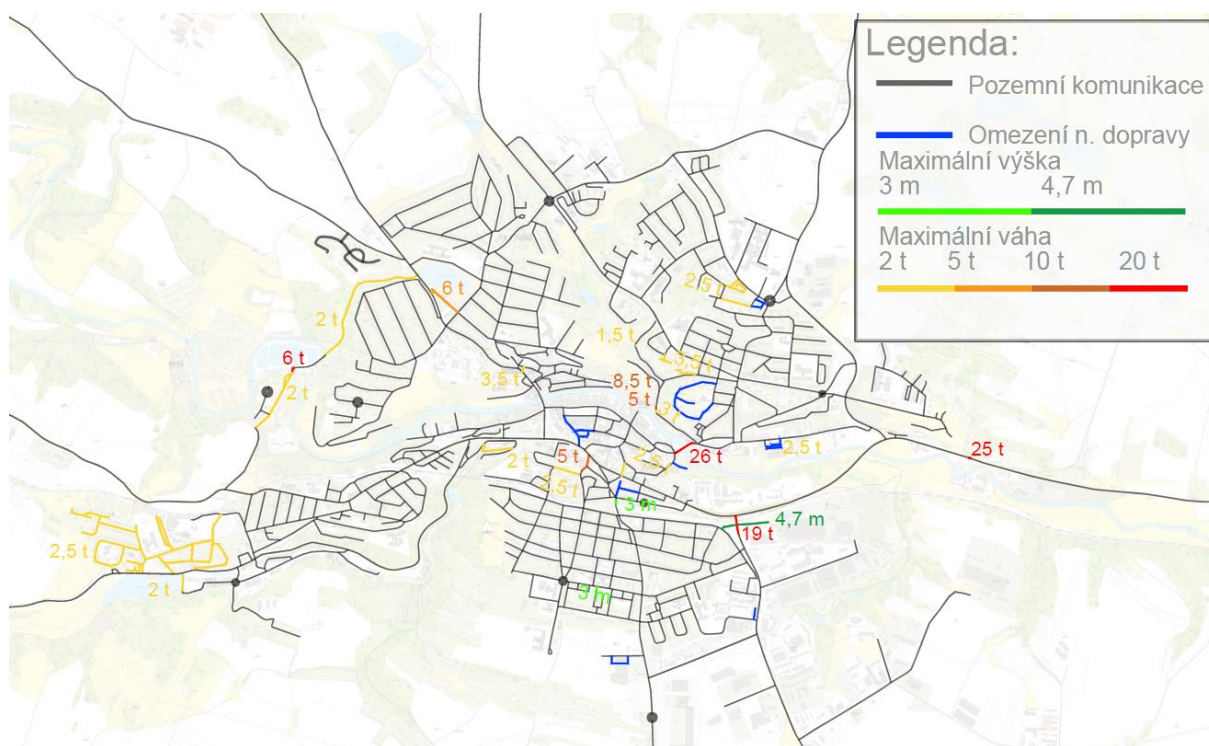 Legenda:
Pozemní komunikace
Omezení n. dopravy
Maximální výška
3 m 4,7 m
Maximální váha
2 t 5 t 10 t 20 t
2,5 t
6 t
2 t
1,5 t
6 t
3,5 t
2 t
3,5 t
8,5 t
5 t
3 t
2,5 t
26 t
2,5 t
25 t
2 t
5 t
2,5 t
3 m
4,7 m
19 t
2,5 t
2 t
3 m